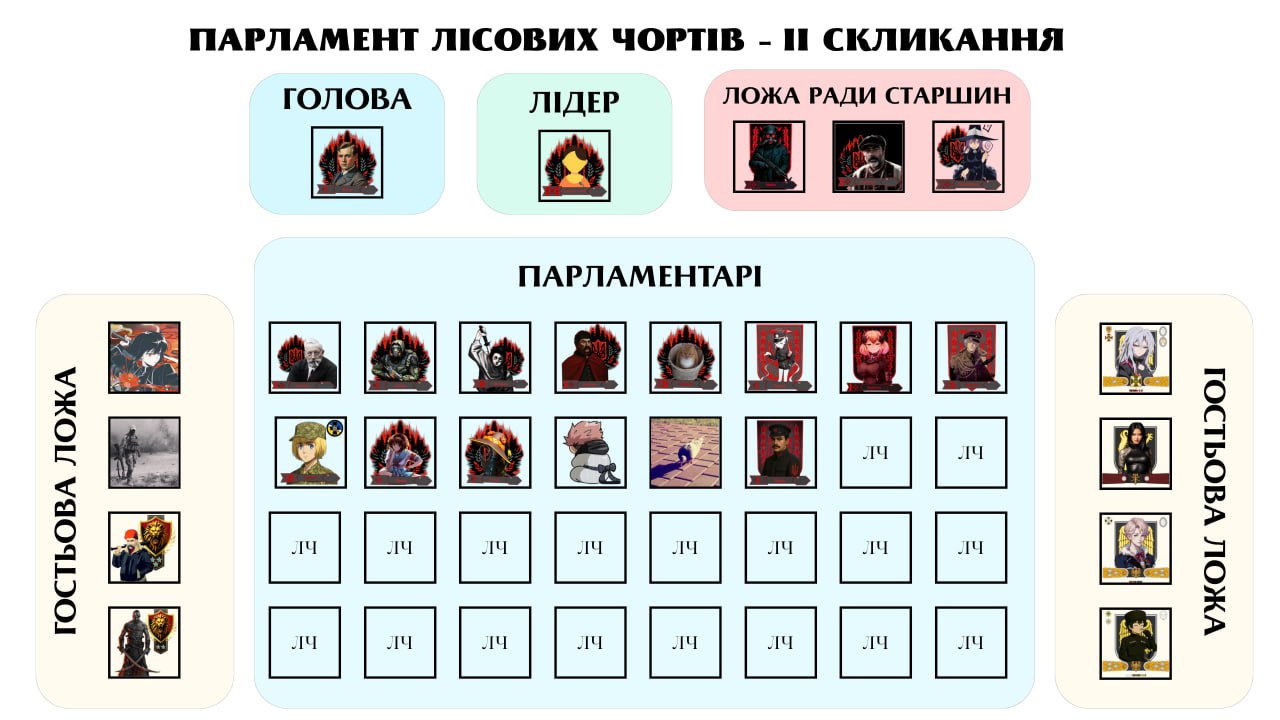 ПАРЛАМЕНТ ЛІСОВИХ ЧОРТІВ - ІІ СКЛИКАННЯ
ГОЛОВА
ЛІДЕР
ЛОЖА РАДИ СТАРШИН
ПАРЛАМЕНТАРІ
ГОСТЬОВА ЛОЖА
ГОСТЬОВА ЛОЖА
ЛЧ ЛЧ
ЛЧ ЛЧ ЛЧ ЛЧ ЛЧ ЛЧ ЛЧ ЛЧ
ЛЧ ЛЧ ЛЧ ЛЧ ЛЧ ЛЧ ЛЧ ЛЧ